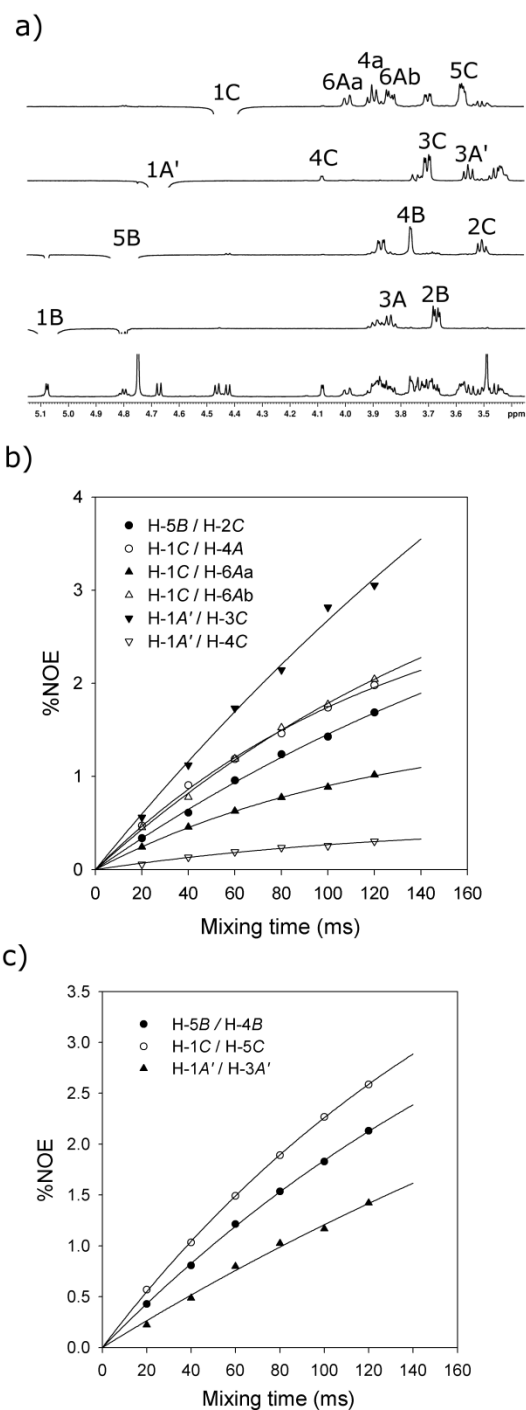 a)
1C 6Aa 4a 6Ab 5C
1A' 4C 3C 3A'
5B 4B 2C
1B 3A 2B
5.1 5.0 4.9 4.8 4.7 4.6 4.5 4.4 4.3 4.2 4.1 4.0 3.9 3.8 3.7 3.6 3.5 ppm
b)
4
3
2
1
0
%NOE
H-5B / H-2C
H-1C / H-4A
H-1C / H-6Aa
H-1C / H-6Ab
H-1A' / H-3C
H-1A' / H-4C
0 20 40 60 80 100 120 140 160
Mixing time (ms)
c)
3.5
3.0
2.5
2.0
1.5
1.0
0.5
0.0
%NOE
H-5B / H-4B
H-1C / H-5C
H-1A' / H-3A'
0 20 40 60 80 100 120 140 160
Mixing time (ms)